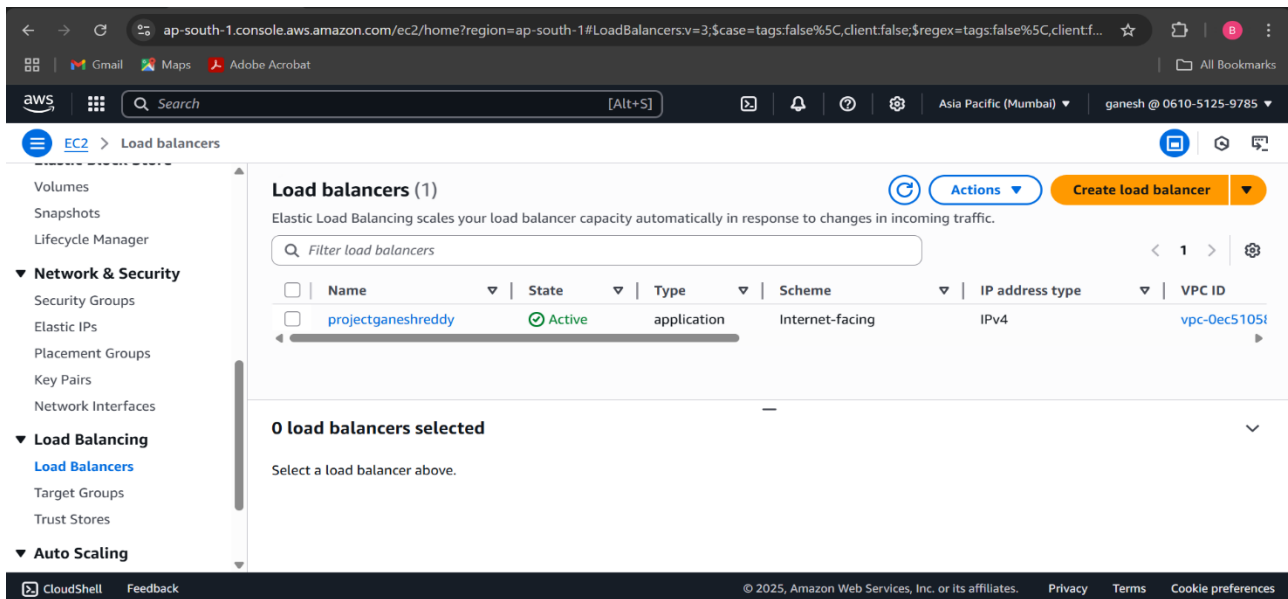 ap-south-1.console.aws.amazon.com/ec2/home?region=ap-south-1#LoadBalancers:v=3;$case=tags:false%5C,client:false;$regex=tags:false%5C,client:f...
B
Gmail Maps Adobe Acrobat All Bookmarks
aws Search [Alt+S] Asia Pacific (Mumbai) ganesh @ 0610-5125-9785
EC2 > Load balancers
Elastic Block Store
Volumes
Snapshots
Lifecycle Manager
Network & Security
Security Groups
Elastic IPs
Placement Groups
Key Pairs
Network Interfaces
Load Balancing
Load Balancers
Target Groups
Trust Stores
Auto Scaling
Load balancers (1)
Actions
Create load balancer
Elastic Load Balancing scales your load balancer capacity automatically in response to changes in incoming traffic.
Filter load balancers
1
Name State Type Scheme IP address type VPC ID
projectganeshreddy Active application Internet-facing IPv4 vpc-0ec51058
0 load balancers selected
Select a load balancer above.
CloudShell Feedback © 2025, Amazon Web Services, Inc. or its affiliates. Privacy Terms Cookie preferences